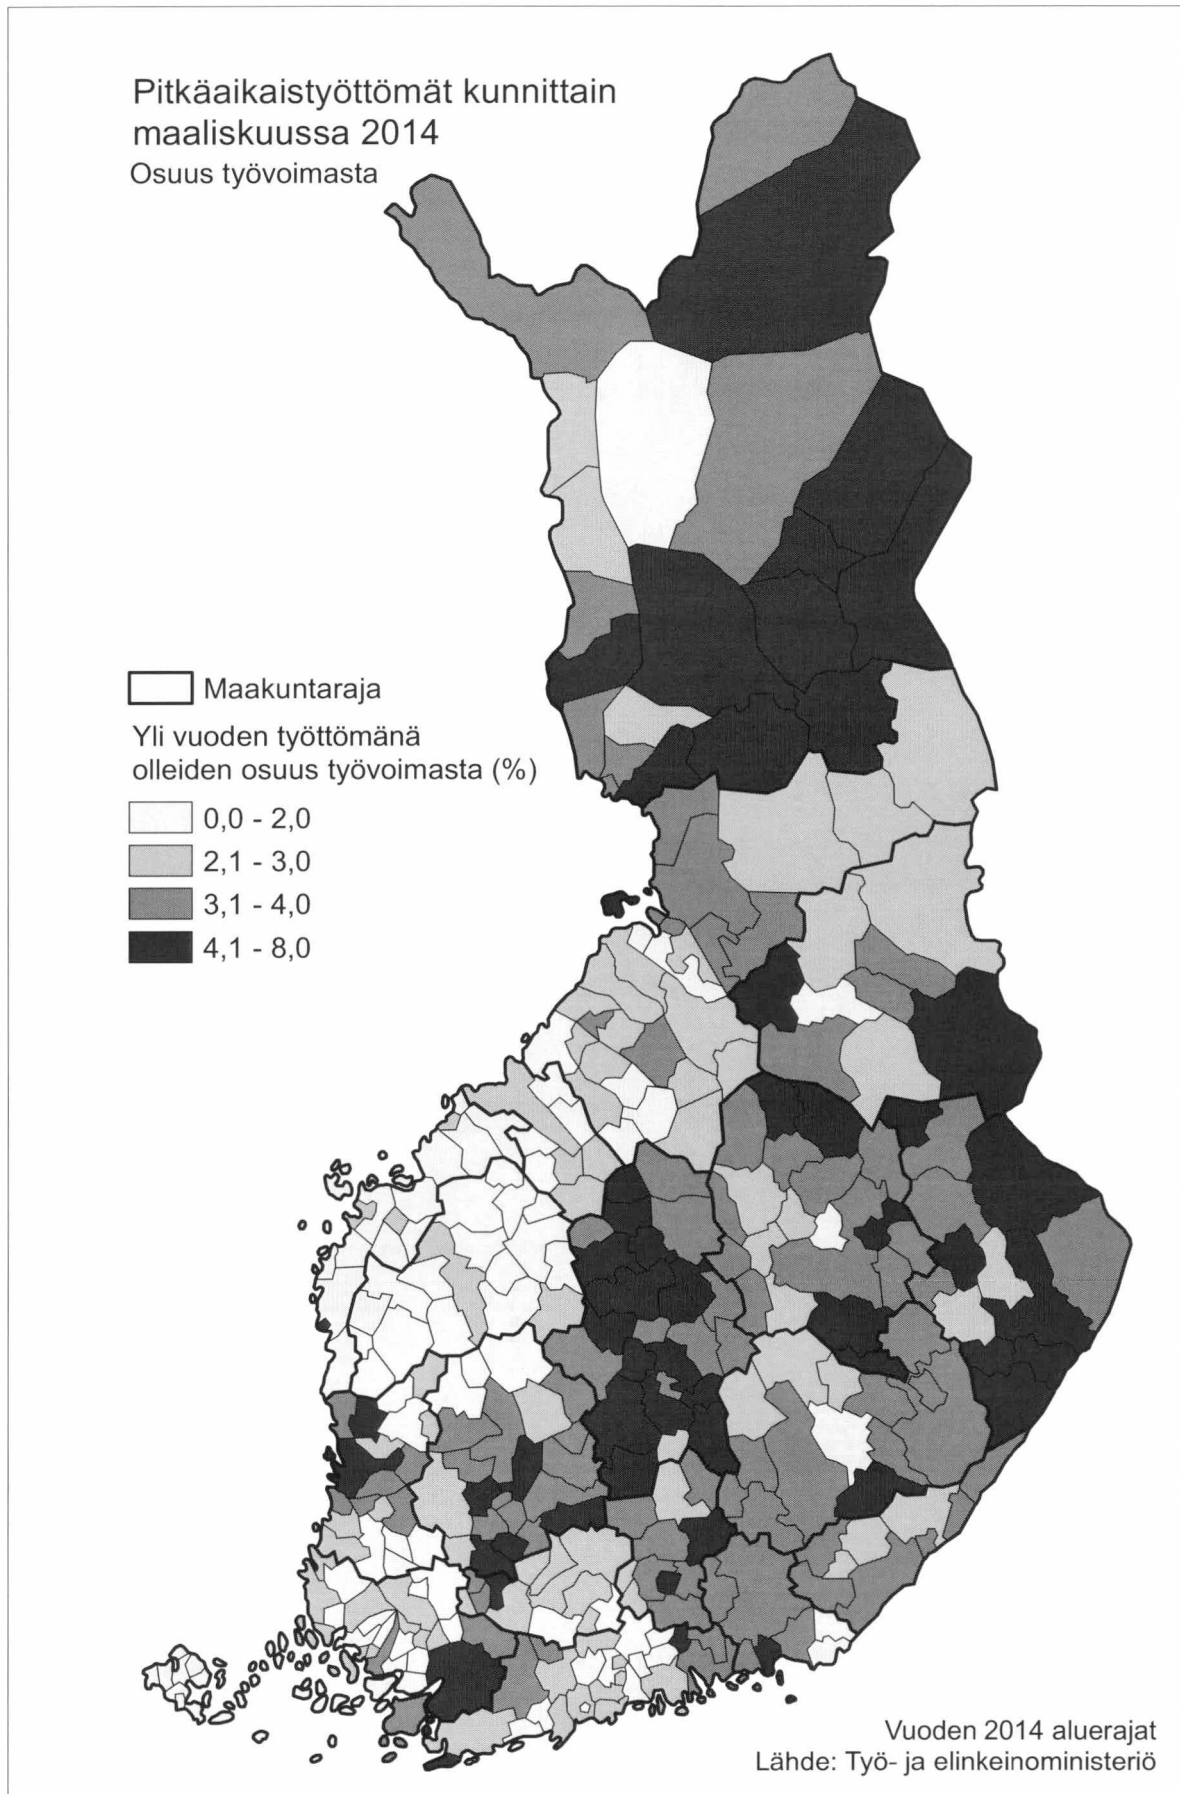 Pitkäaikaistyöttömät kunnittain
maaliskuussa 2014
Osuus työvoimasta
Maakuntaraja
Yli vuoden työttömänä
olleiden osuus työvoimasta (%)
0,0 - 2,0
2,1 - 3,0
3,1 - 4,0
4,1 - 8,0
Vuoden 2014 aluerajat
Lähde: Työ- ja elinkeinoministeriö